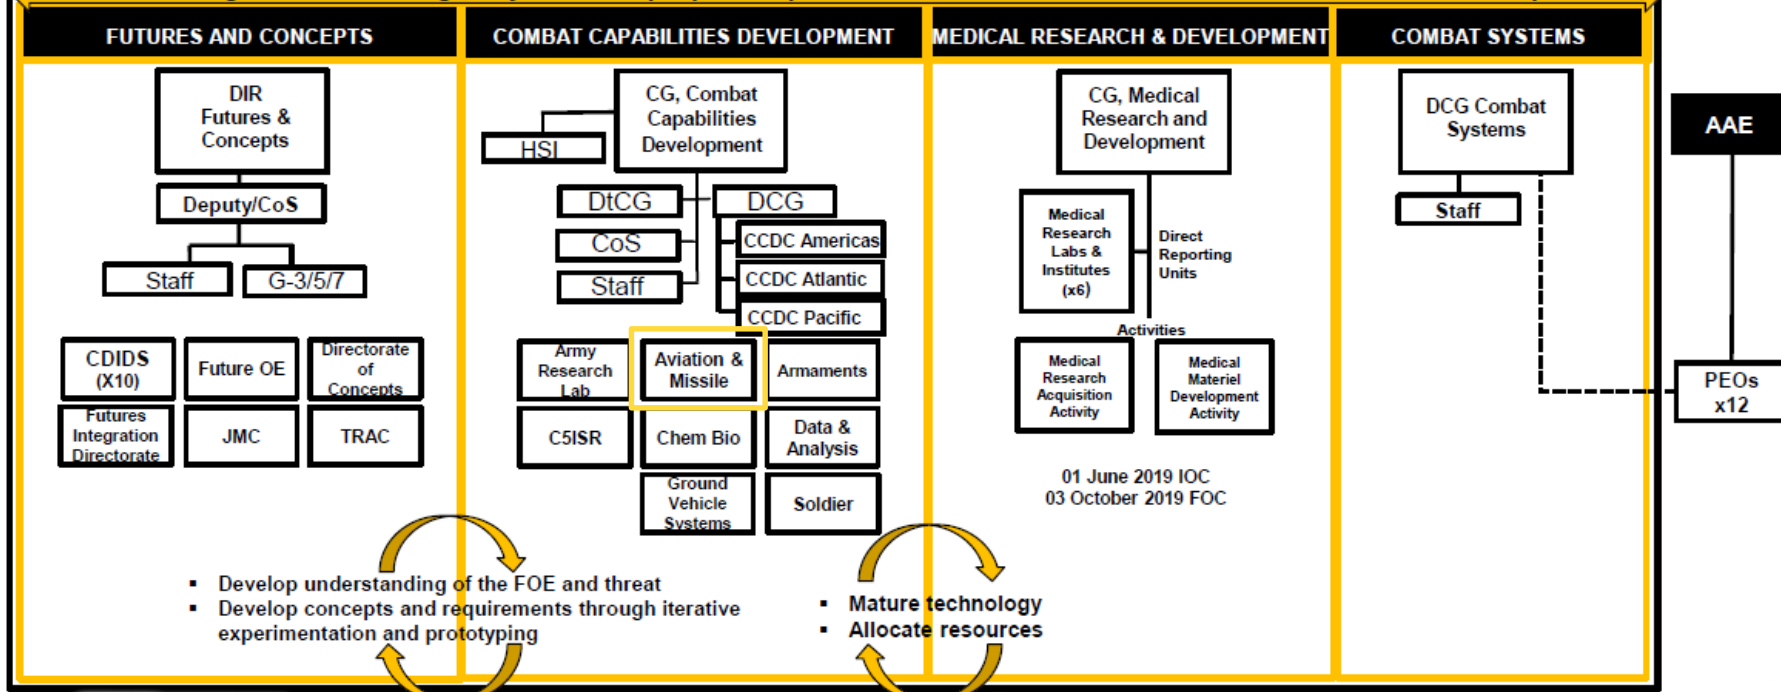 FUTURES AND CONCEPTS
COMBAT CAPABILITIES DEVELOPMENT
MEDICAL RESEARCH & DEVELOPMENT
COMBAT SYSTEMS
DIR
Futures &
Concepts
Deputy/CoS
Staff
G-3/5/7
CDIDS
(X10)
Future OE
Directorate
of
Concepts
Futures
Integration
Directorate
JMC
TRAC
CG, Combat
Capabilities
Development
HSI
DtCG
DCG
CoS
Staff
CCDC Americas
CCDC Atlantic
CCDC Pacific
Army
Research
Lab
Aviation &
Missile
Armaments
C5ISR
Chem Bio
Data &
Analysis
Ground
Vehicle
Systems
Soldier
CG, Medical
Research and
Development
Medical
Research
Labs &
Institutes
(x6)
Direct
Reporting
Units
Activities
Medical
Research
Acquisition
Activity
Medical
Materiel
Development
Activity
01 June 2019 IOC
03 October 2019 FOC
DCG Combat
Systems
Staff
AAE
PEOs
x12
▪ Develop understanding of the FOE and threat
▪ Develop concepts and requirements through iterative
experimentation and prototyping
▪ Mature technology
▪ Allocate resources